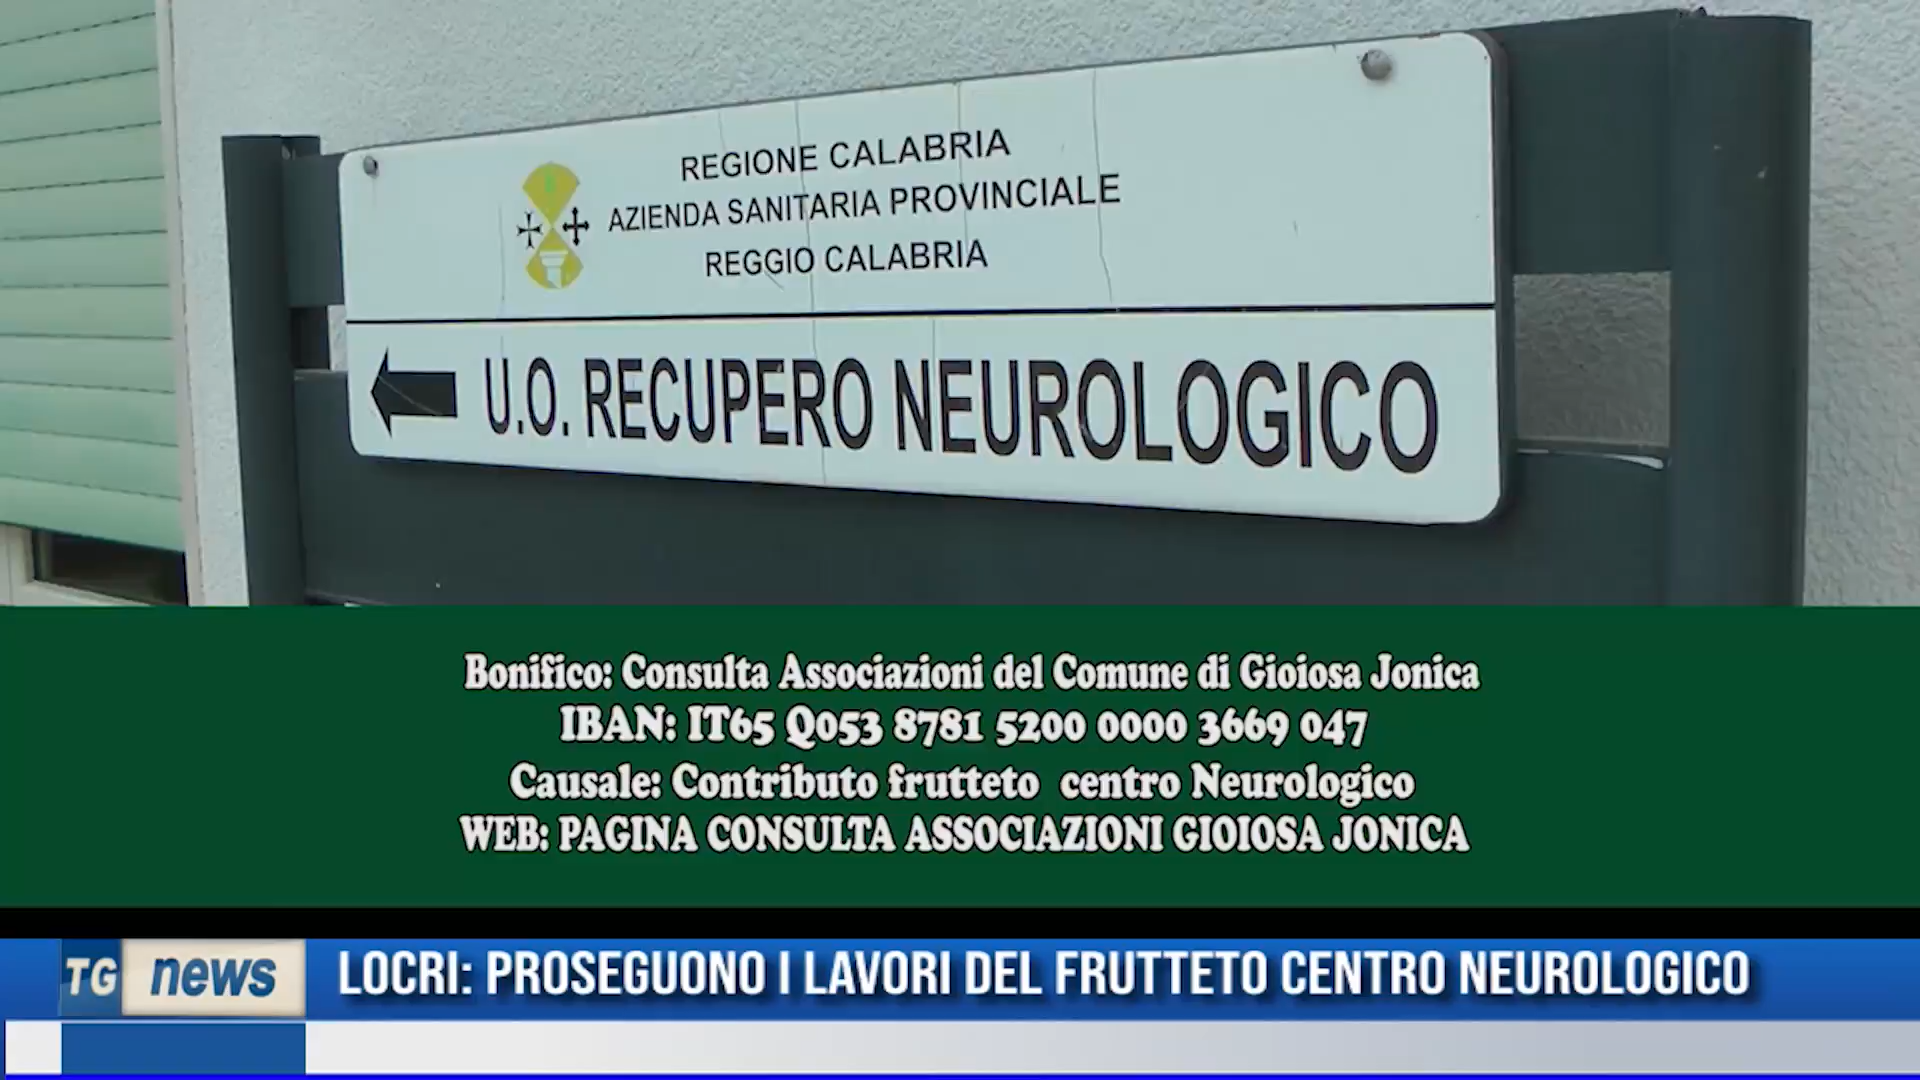 REGIONE CALABRIA
AZIENDA SANITARIA PROVINCIALE
REGGIO CALABRIA
U.O. RECUPERO NEUROLOGICO
Bonifico: Consulta Associazioni del Comune di Gioiosa Jonica
IBAN: IT65 Q053 8781 5200 0000 3669 047
Causale: Contributo frutteto centro Neurologico
WEB: PAGINA CONSULTA ASSOCIAZIONI GIOIOSA JONICA
TG news LOCRI: PROSEGUONO I LAVORI DEL FRUTTETO CENTRO NEUROLOGICO